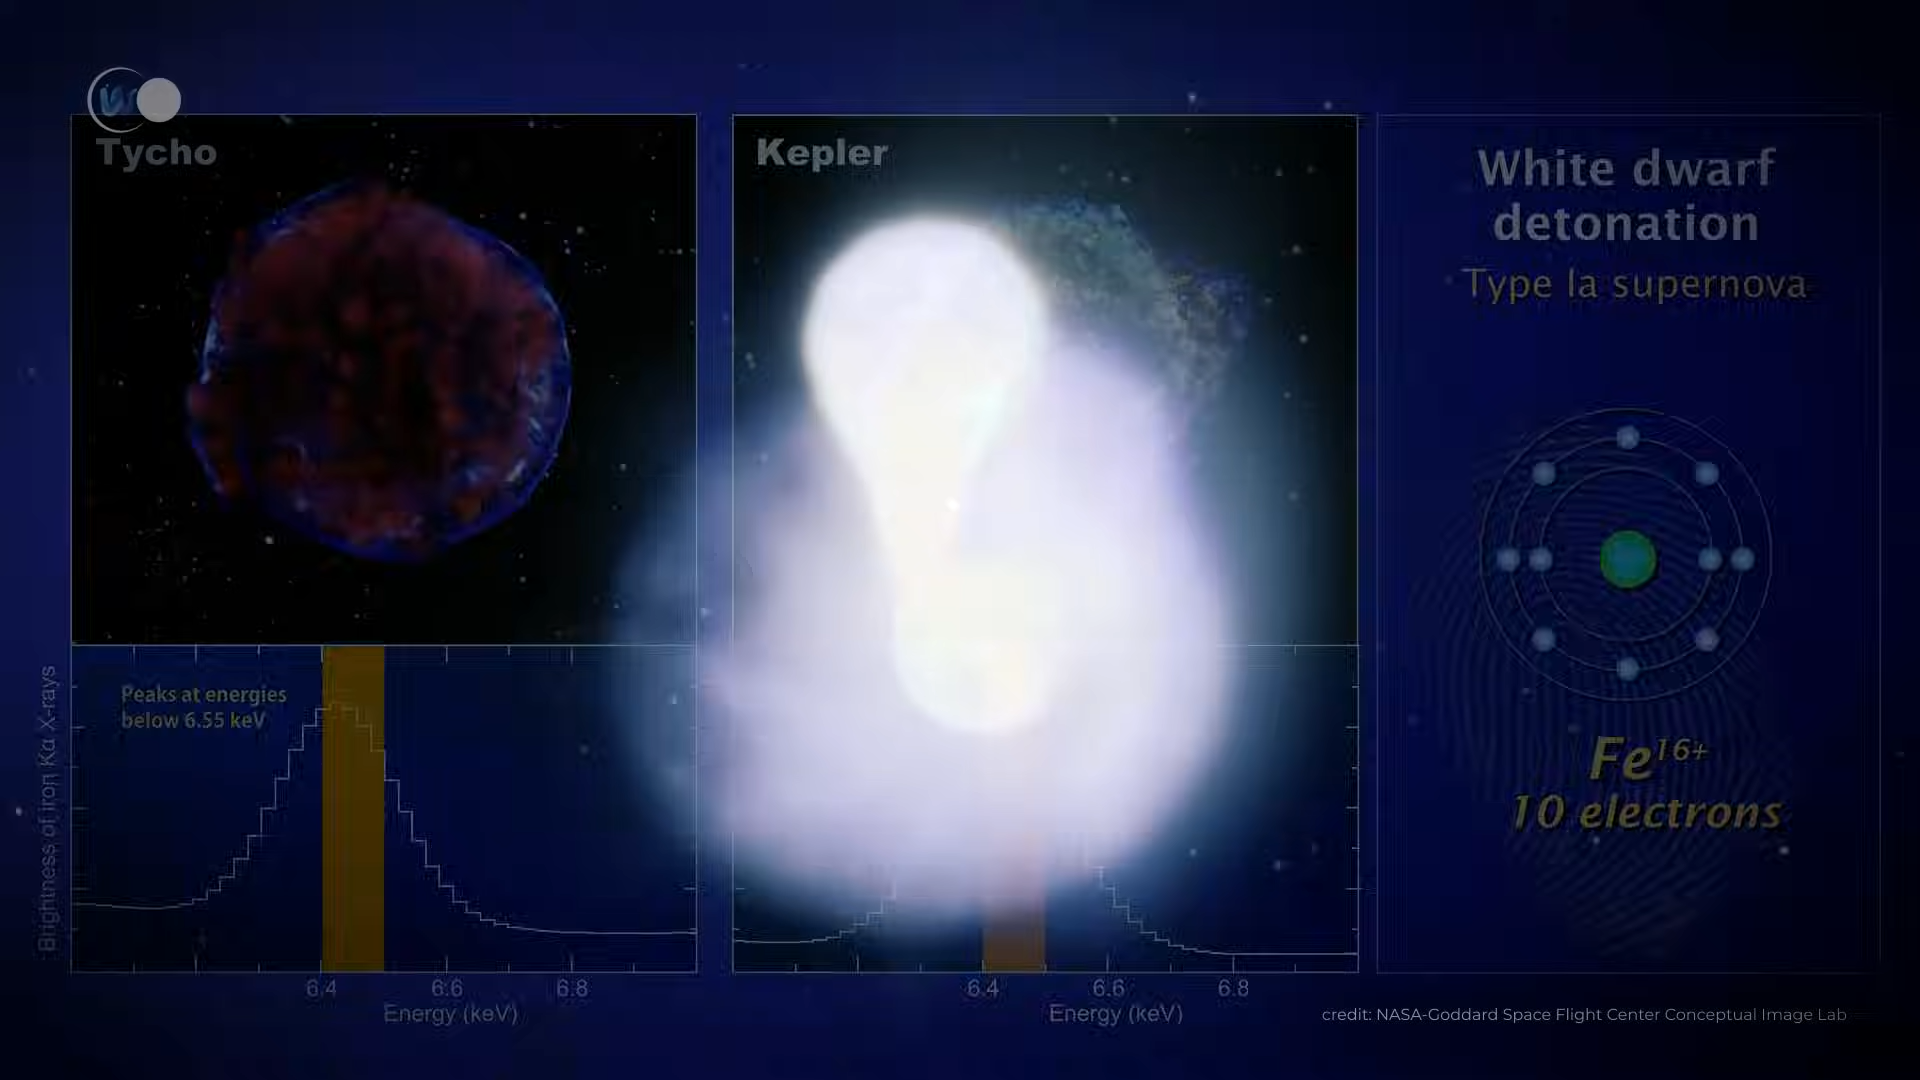 Tycho
Kepler
White dwarf
detonation
Type Ia supernova
Peaks at energies
below 6.55 keV
Brightness of iron Kα X-rays
Fe16+
10 electrons
6.4 6.6 6.8
Energy (keV)
6.4 6.6 6.8
Energy (keV)
credit: NASA-Goddard Space Flight Center Conceptual Image Lab